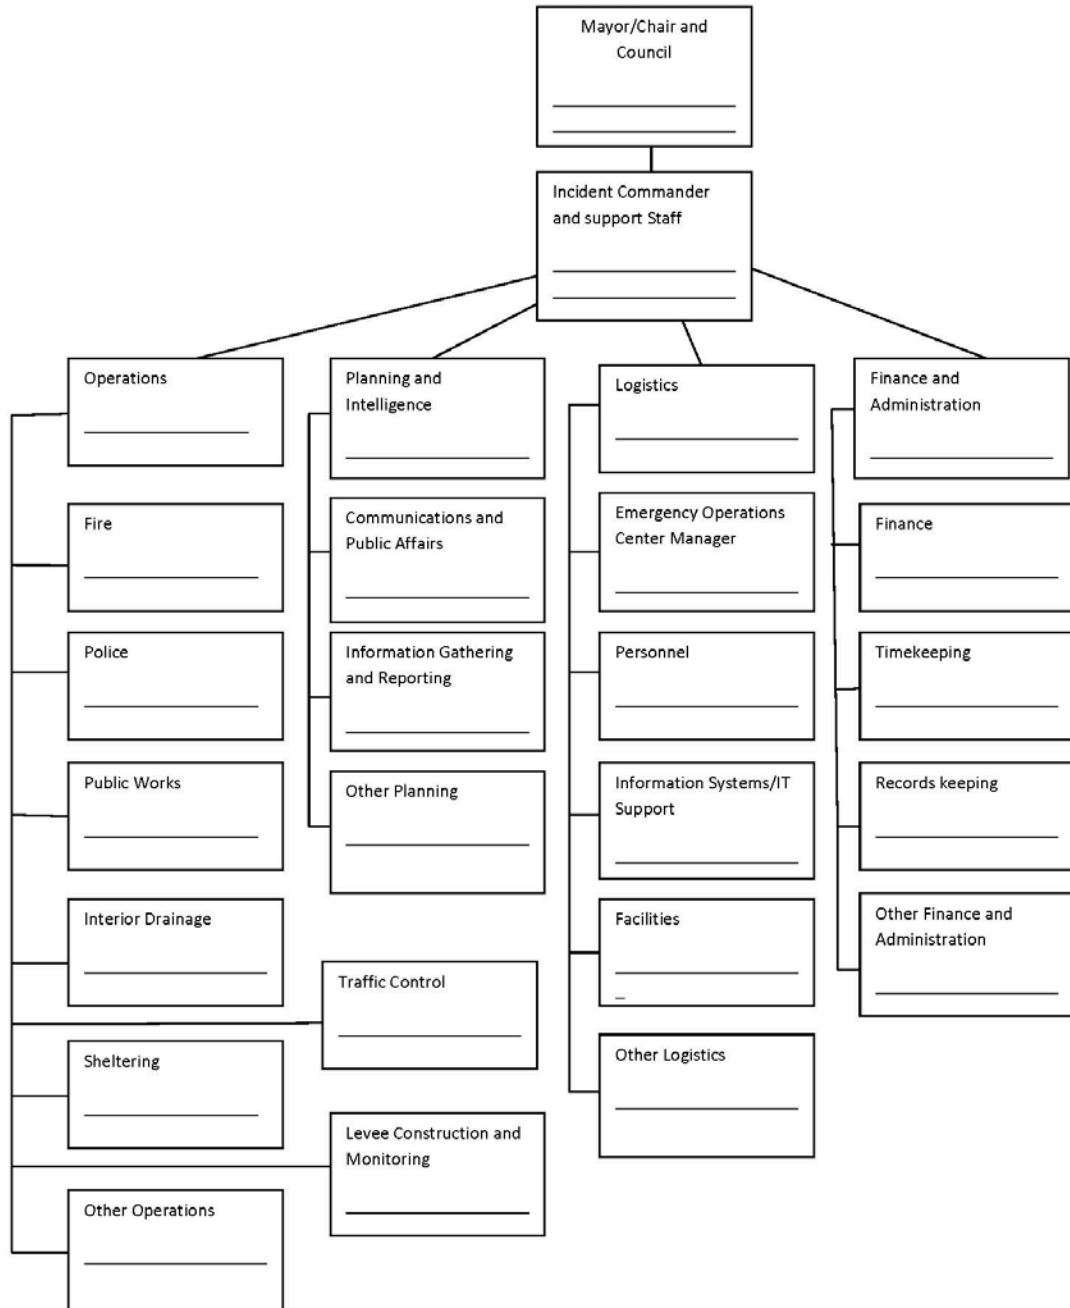 Mayor/Chair and
Council
Incident Commander
and support Staff
Operations
Fire
Police
Public Works
Interior Drainage
Sheltering
Other Operations
Traffic Control
Levee Construction and
Monitoring
Planning and
Intelligence
Communications and
Public Affairs
Information Gathering
and Reporting
Other Planning
Logistics
Emergency Operations
Center Manager
Personnel
Information Systems/IT
Support
Facilities
Other Logistics
Finance and
Administration
Finance
Timekeeping
Records keeping
Other Finance and
Administration